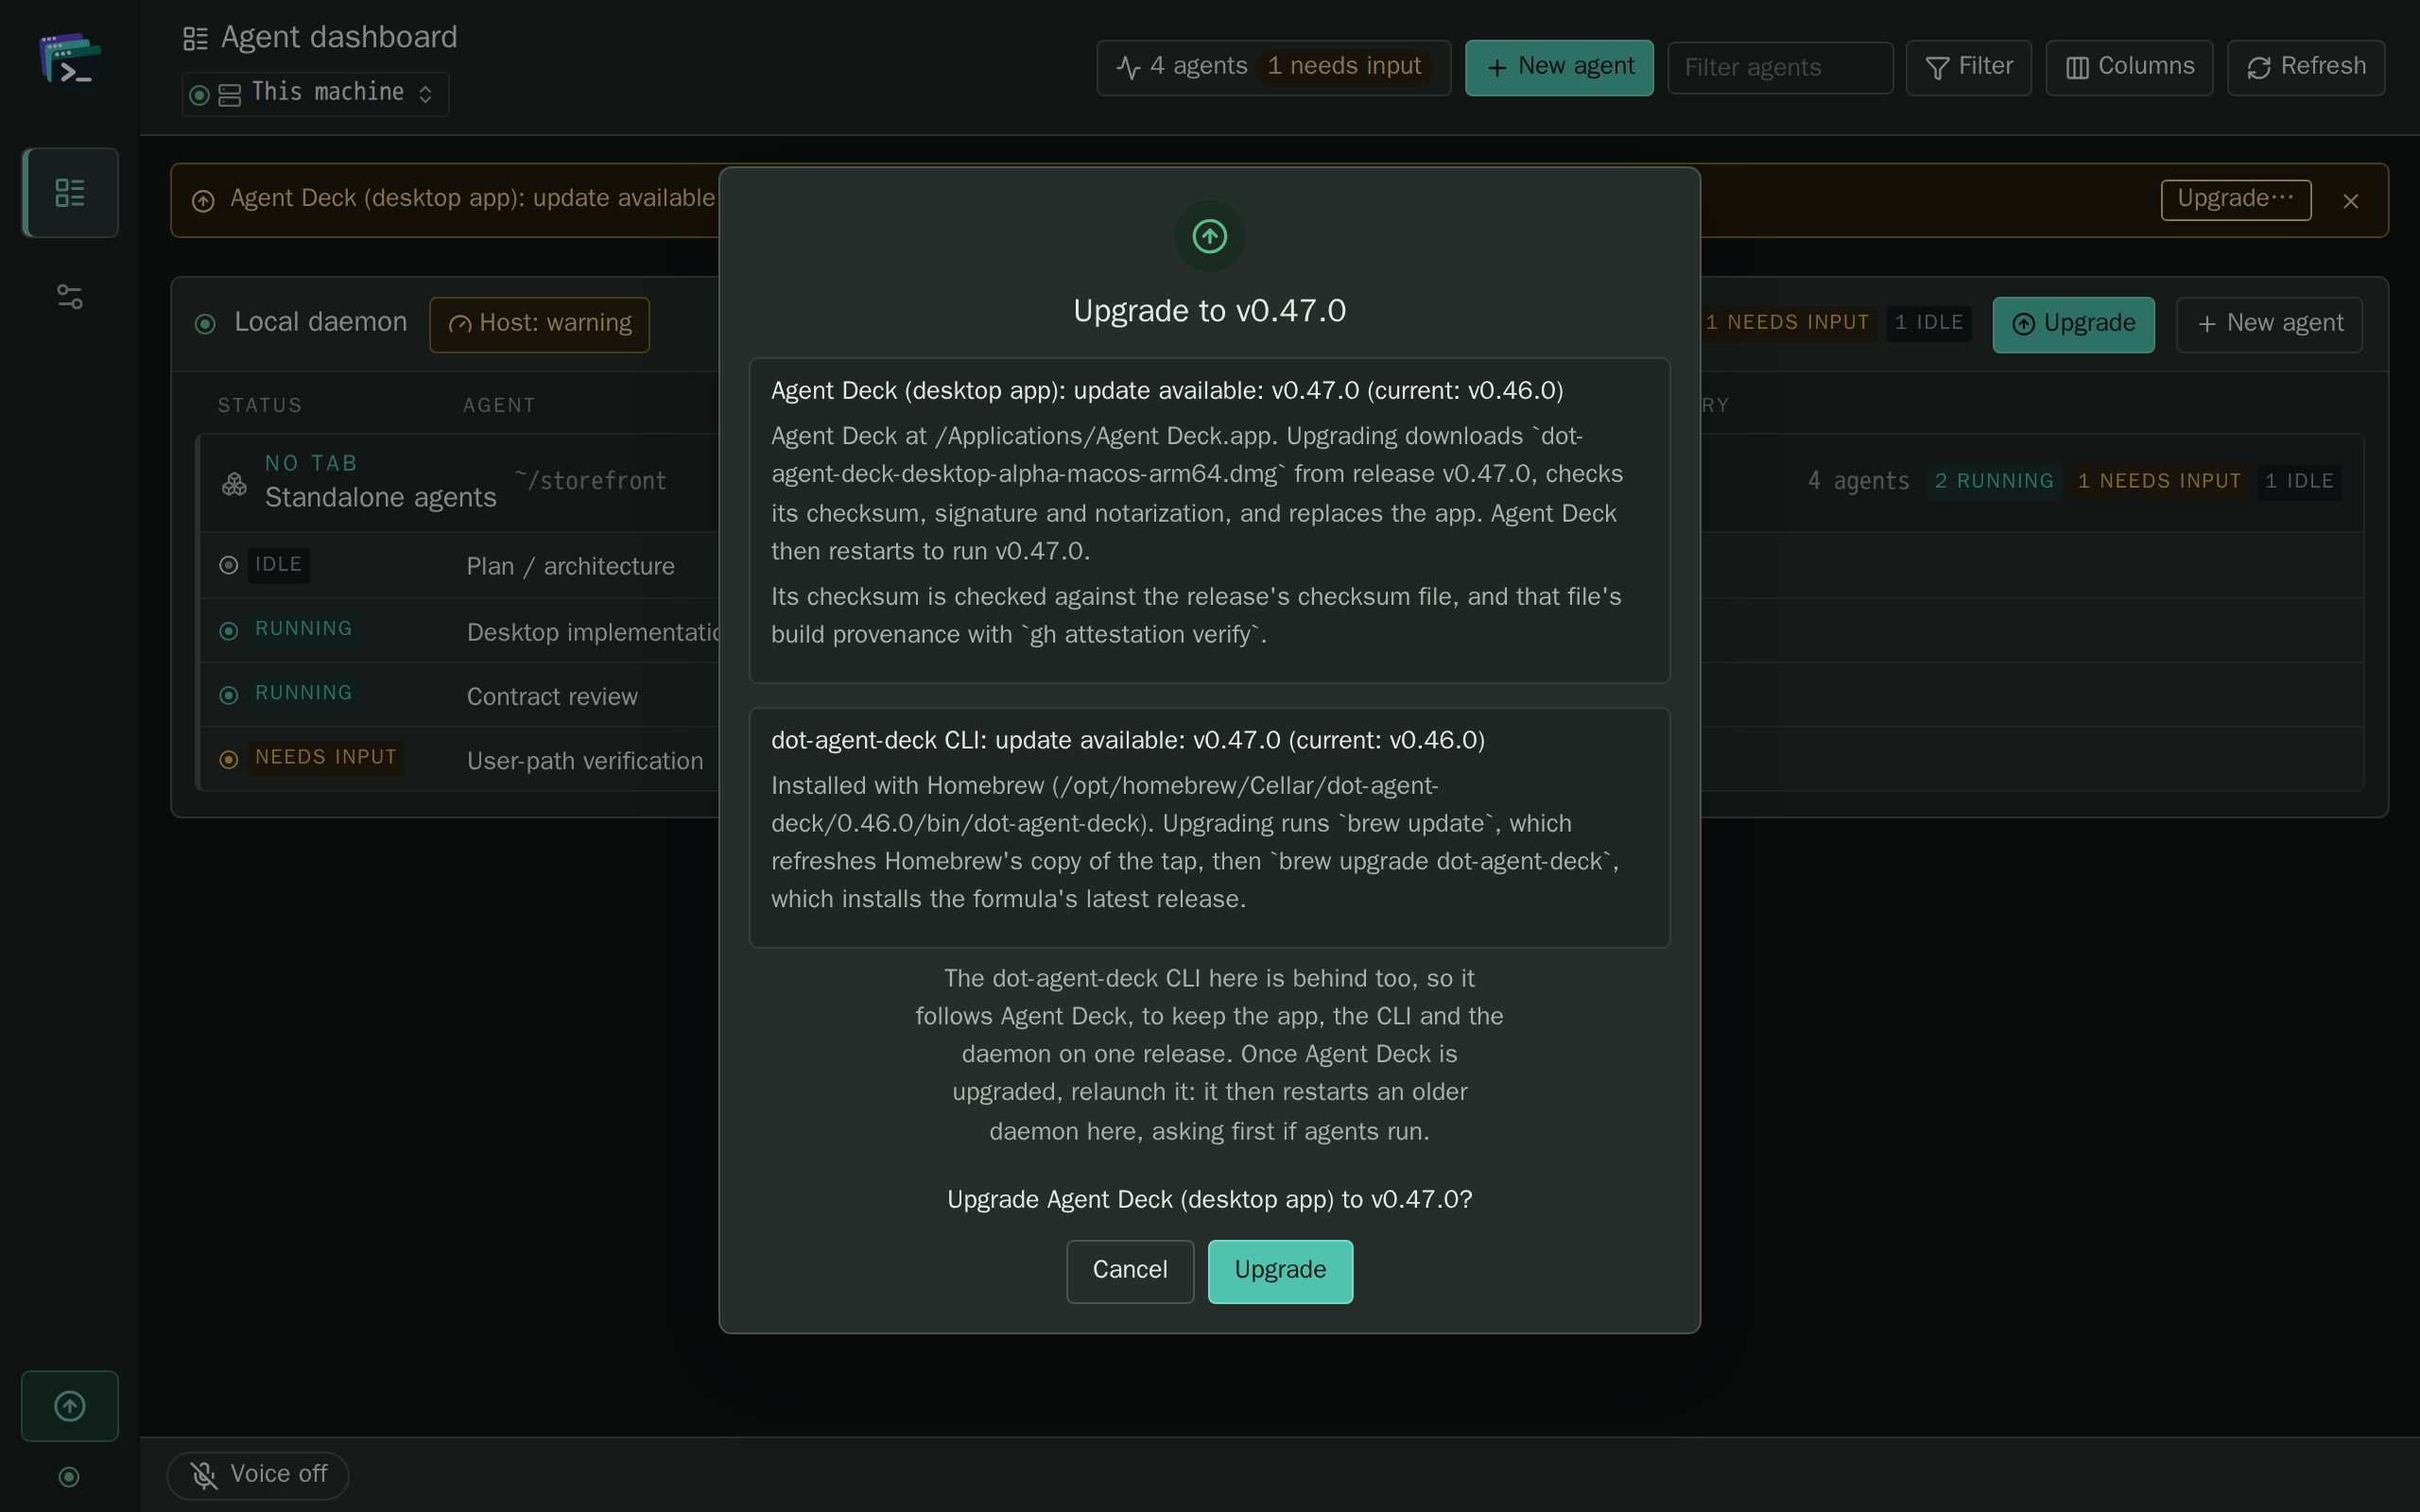 Agent dashboard
This machine
4 agents 1 needs input
New agent
Filter agents
Filter
Columns
Refresh
Agent Deck (desktop app): update available
Upgrade···
Local daemon
Host: warning
1 NEEDS INPUT
1 IDLE
Upgrade
New agent
STATUS
AGENT
RY
NO TAB
Standalone agents
~/storefront
4 agents 2 RUNNING 1 NEEDS INPUT 1 IDLE
IDLE Plan / architecture
RUNNING Desktop implementatio
RUNNING Contract review
NEEDS INPUT User-path verification
Upgrade to v0.47.0
Agent Deck (desktop app): update available: v0.47.0 (current: v0.46.0)
Agent Deck at /Applications/Agent Deck.app. Upgrading downloads `dot-
agent-deck-desktop-alpha-macos-arm64.dmg` from release v0.47.0, checks
its checksum, signature and notarization, and replaces the app. Agent Deck
then restarts to run v0.47.0.
Its checksum is checked against the release's checksum file, and that file's
build provenance with `gh attestation verify`.
dot-agent-deck CLI: update available: v0.47.0 (current: v0.46.0)
Installed with Homebrew (/opt/homebrew/Cellar/dot-agent-
deck/0.46.0/bin/dot-agent-deck). Upgrading runs `brew update`, which
refreshes Homebrew's copy of the tap, then `brew upgrade dot-agent-deck`,
which installs the formula's latest release.
The dot-agent-deck CLI here is behind too, so it
follows Agent Deck, to keep the app, the CLI and the
daemon on one release. Once Agent Deck is
upgraded, relaunch it: it then restarts an older
daemon here, asking first if agents run.
Upgrade Agent Deck (desktop app) to v0.47.0?
Cancel
Upgrade
Voice off